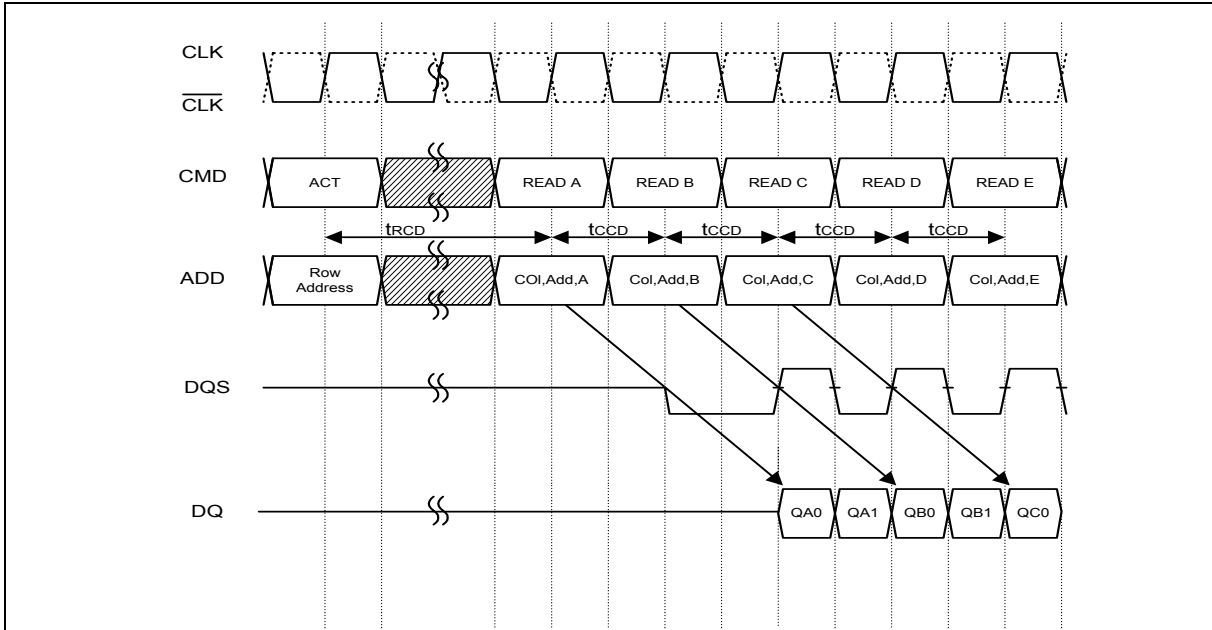 CLK
CLK
CMD
ACT
READ A
READ B
READ C
READ D
READ E
tRCD
tCCD
tCCD
tCCD
tCCD
ADD
Row
Address
COl,Add,A
Col,Add,B
Col,Add,C
Col,Add,D
Col,Add,E
DQS
DQ
QA0
QA1
QB0
QB1
QC0